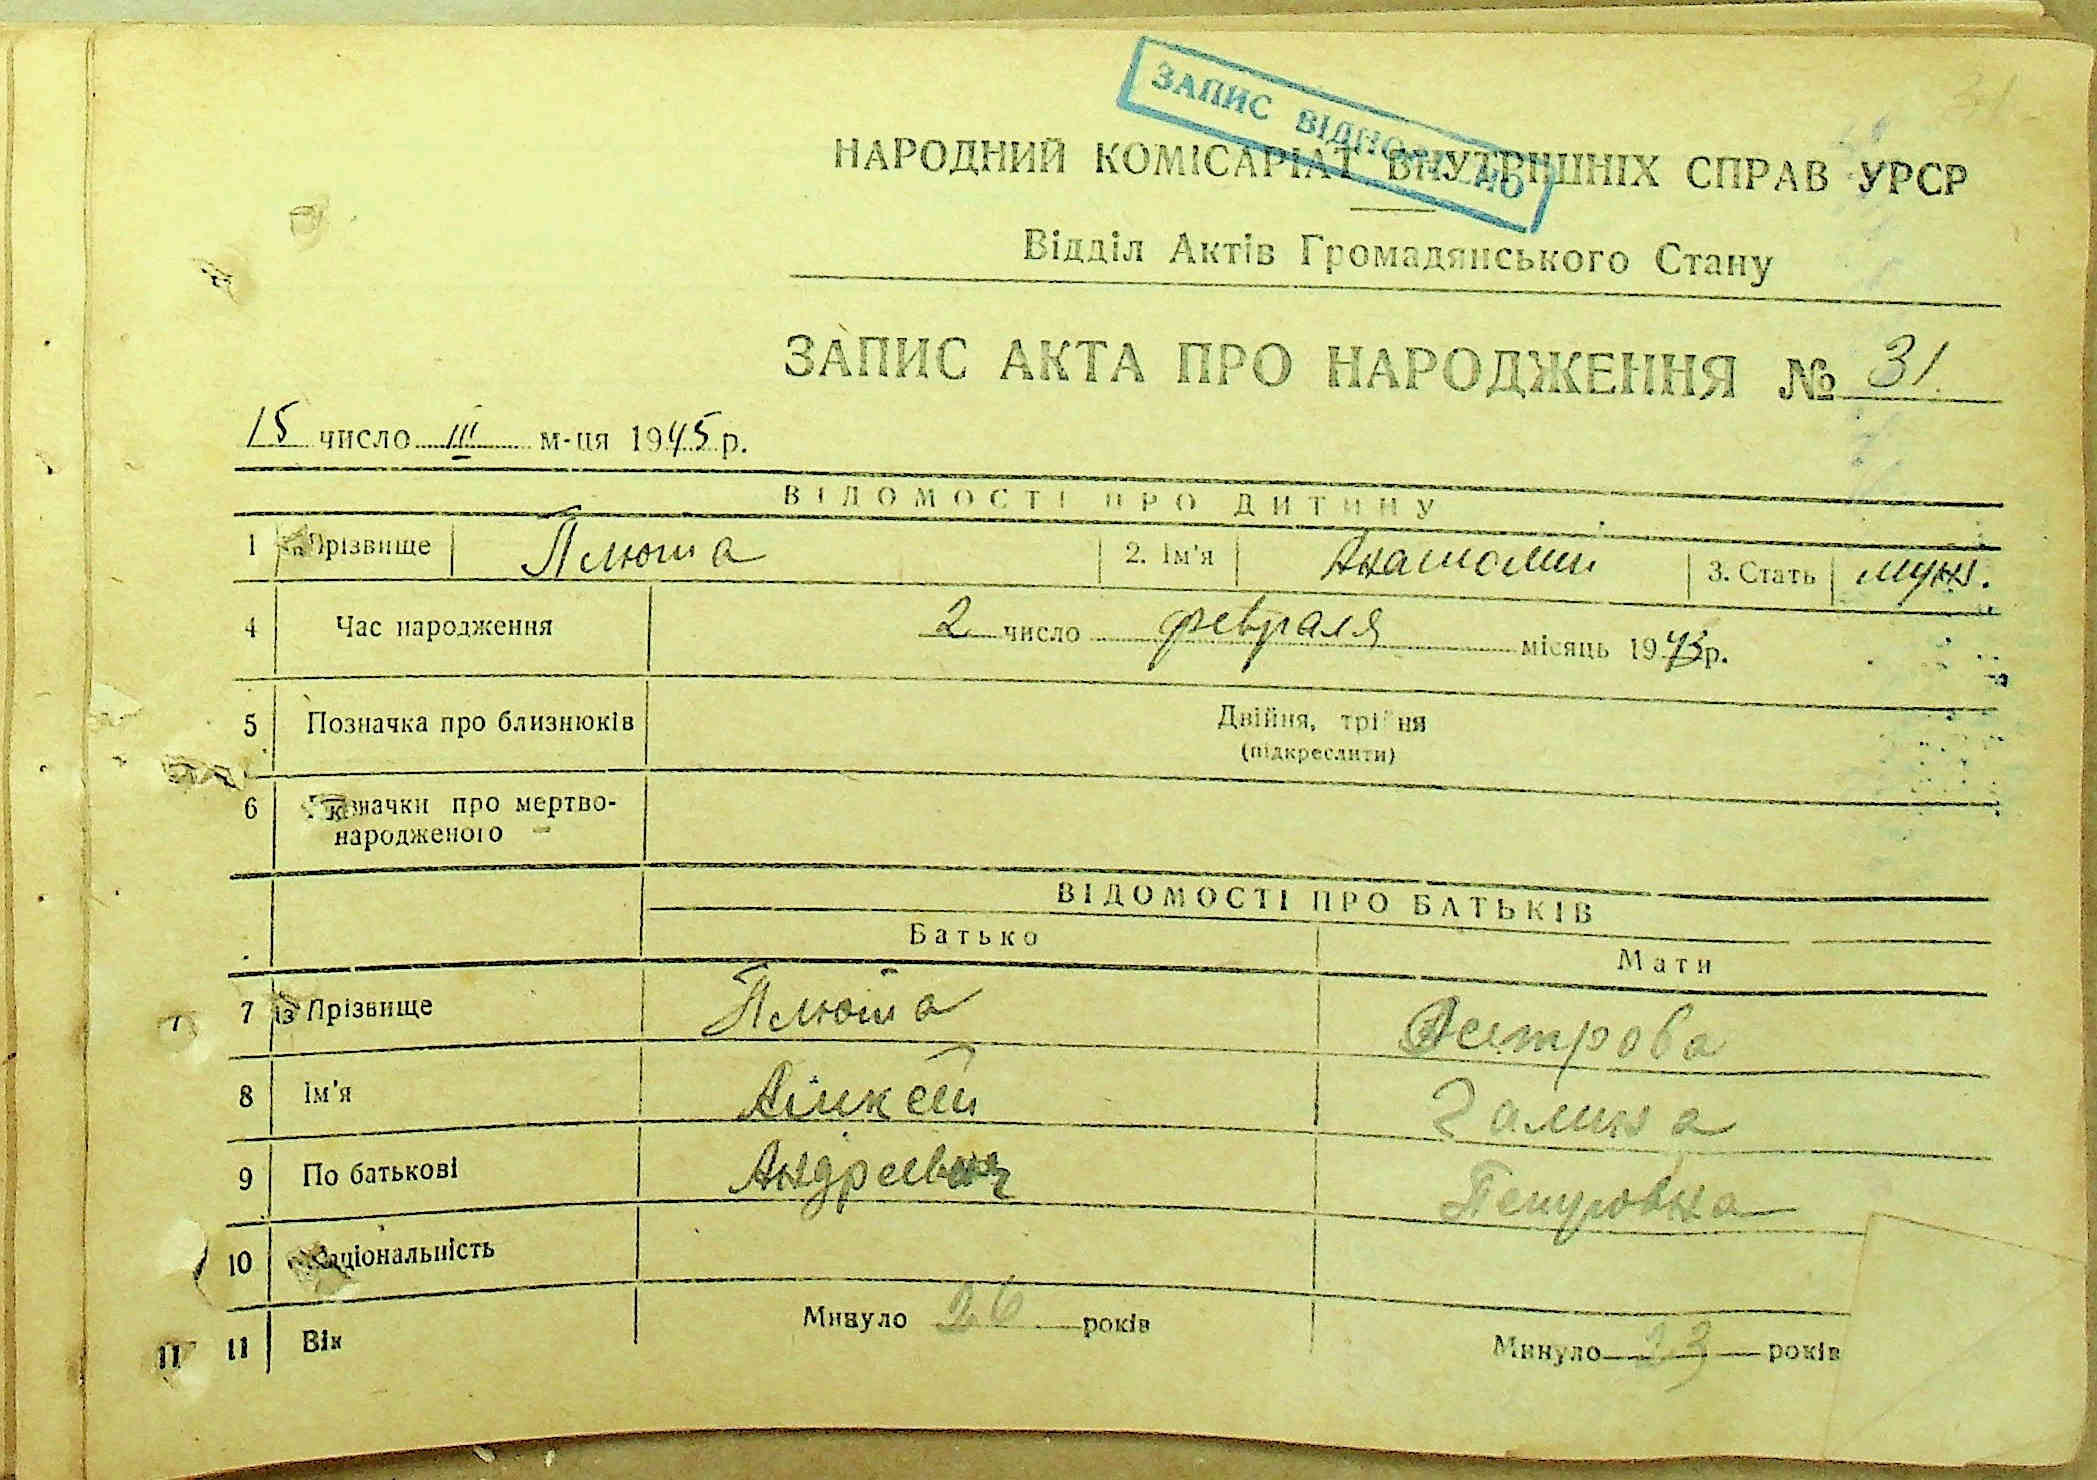 31
ЗАПИС ВІДНОВЛЕНО
НАРОДНИЙ КОМІСАРІАТ ВНУТРІШНІХ СПРАВ УРСР
Відділ Актів Громадянського Стану
ЗАПИС АКТА ПРО НАРОДЖЕННЯ № 31.
15 число III м-ця 1945 р.
ВІДОМОСТІ ПРО ДИТИНУ
1 Прізвище Плюта 2. Ім'я Анатолий 3. Стать муж.
4 Час народження 2 число февраля місяць 1943 р.
5 Позначка про близнюків Двійня, трійня
(підкреслити)
6 Позначки про мертво-
народженого
ВІДОМОСТІ ПРО БАТЬКІВ
Батько Мати
7 Прізвище Плюта
8 Ім'я Галина
9 По батькові Андреевич Петровна
10 Національність
11 11 Вік Минуло 26 років Минуло 23 років